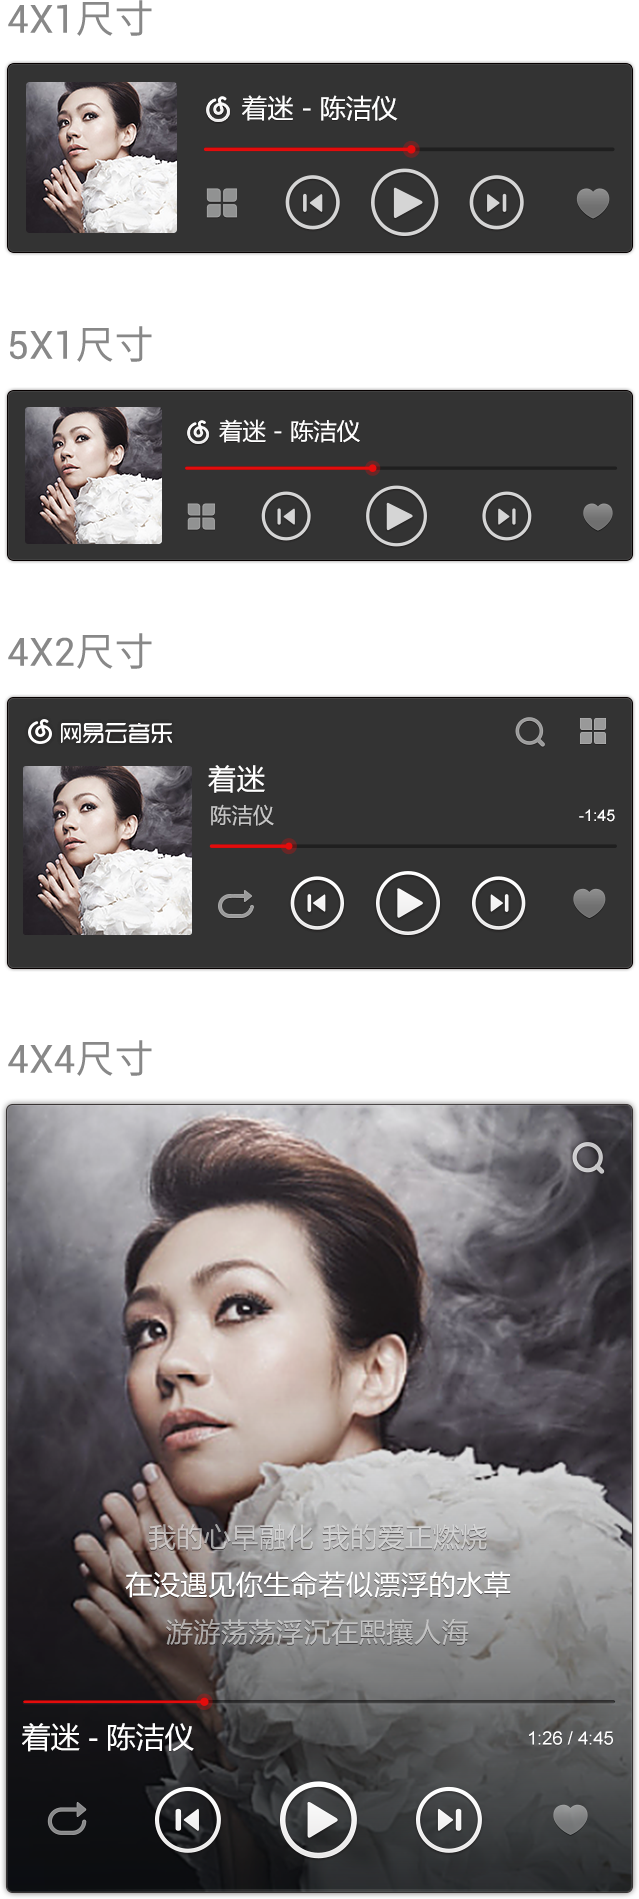 4X1尺寸
着迷 - 陈洁仪
5X1尺寸
着迷 - 陈洁仪
4X2尺寸
网易云音乐
着迷
陈洁仪
-1:45
4X4尺寸
我的心早融化 我的爱正燃烧
在没遇见你生命若似漂浮的水草
游游荡荡浮沉在熙攘人海
着迷 - 陈洁仪
1:26 / 4:45